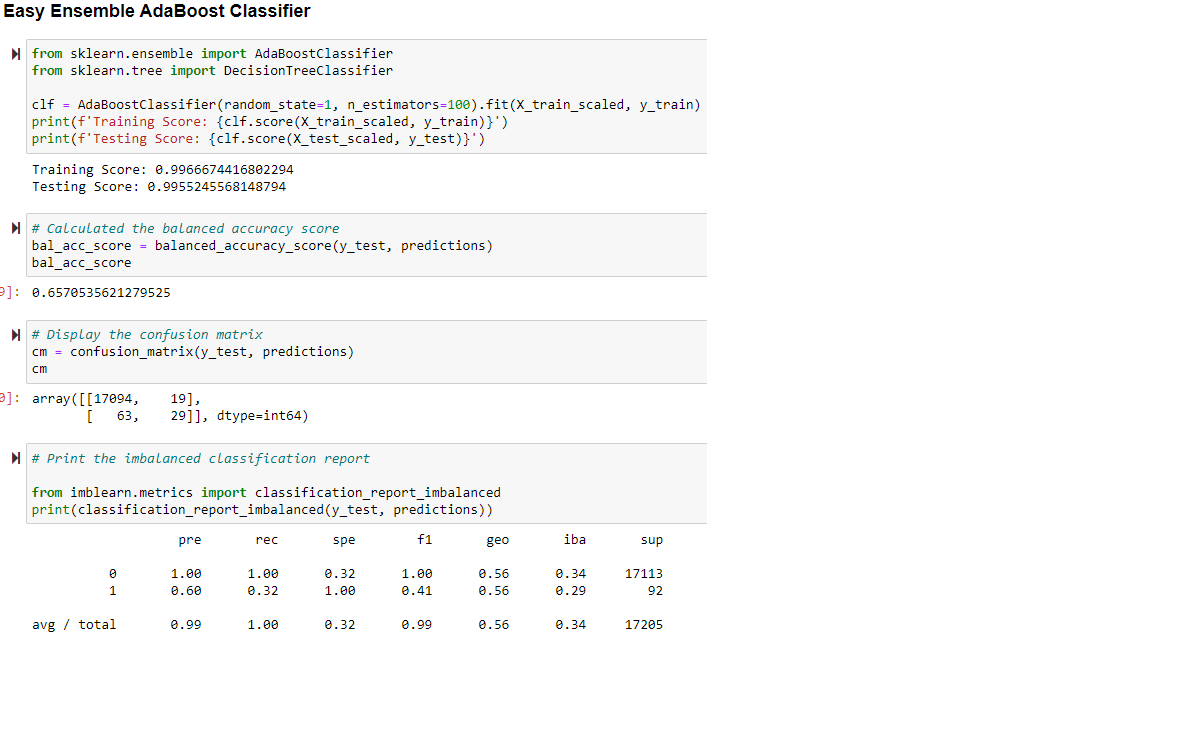 Easy Ensemble AdaBoost Classifier
from sklearn.ensemble import AdaBoostClassifier
from sklearn.tree import DecisionTreeClassifier
clf = AdaBoostClassifier(random_state=1, n_estimators=100).fit(X_train_scaled, y_train)
print(f'Training Score: {clf.score(X_train_scaled, y_train)}')
print(f'Testing Score: {clf.score(X_test_scaled, y_test)}')
Training Score: 0.9966674416802294
Testing Score: 0.9955245568148794
# Calculated the balanced accuracy score
bal_acc_score = balanced_accuracy_score(y_test, predictions)
bal_acc_score
9]: 0.6570535621279525
# Display the confusion matrix
cm = confusion_matrix(y_test, predictions)
cm
0]: array([[17094,    19],
       [   63,    29]], dtype=int64)
# Print the imbalanced classification report
from imblearn.metrics import classification_report_imbalanced
print(classification_report_imbalanced(y_test, predictions))
pre rec spe f1 geo iba sup
0 1.00 1.00 0.32 1.00 0.56 0.34 17113
1 0.60 0.32 1.00 0.41 0.56 0.29 92
avg / total 0.99 1.00 0.32 0.99 0.56 0.34 17205